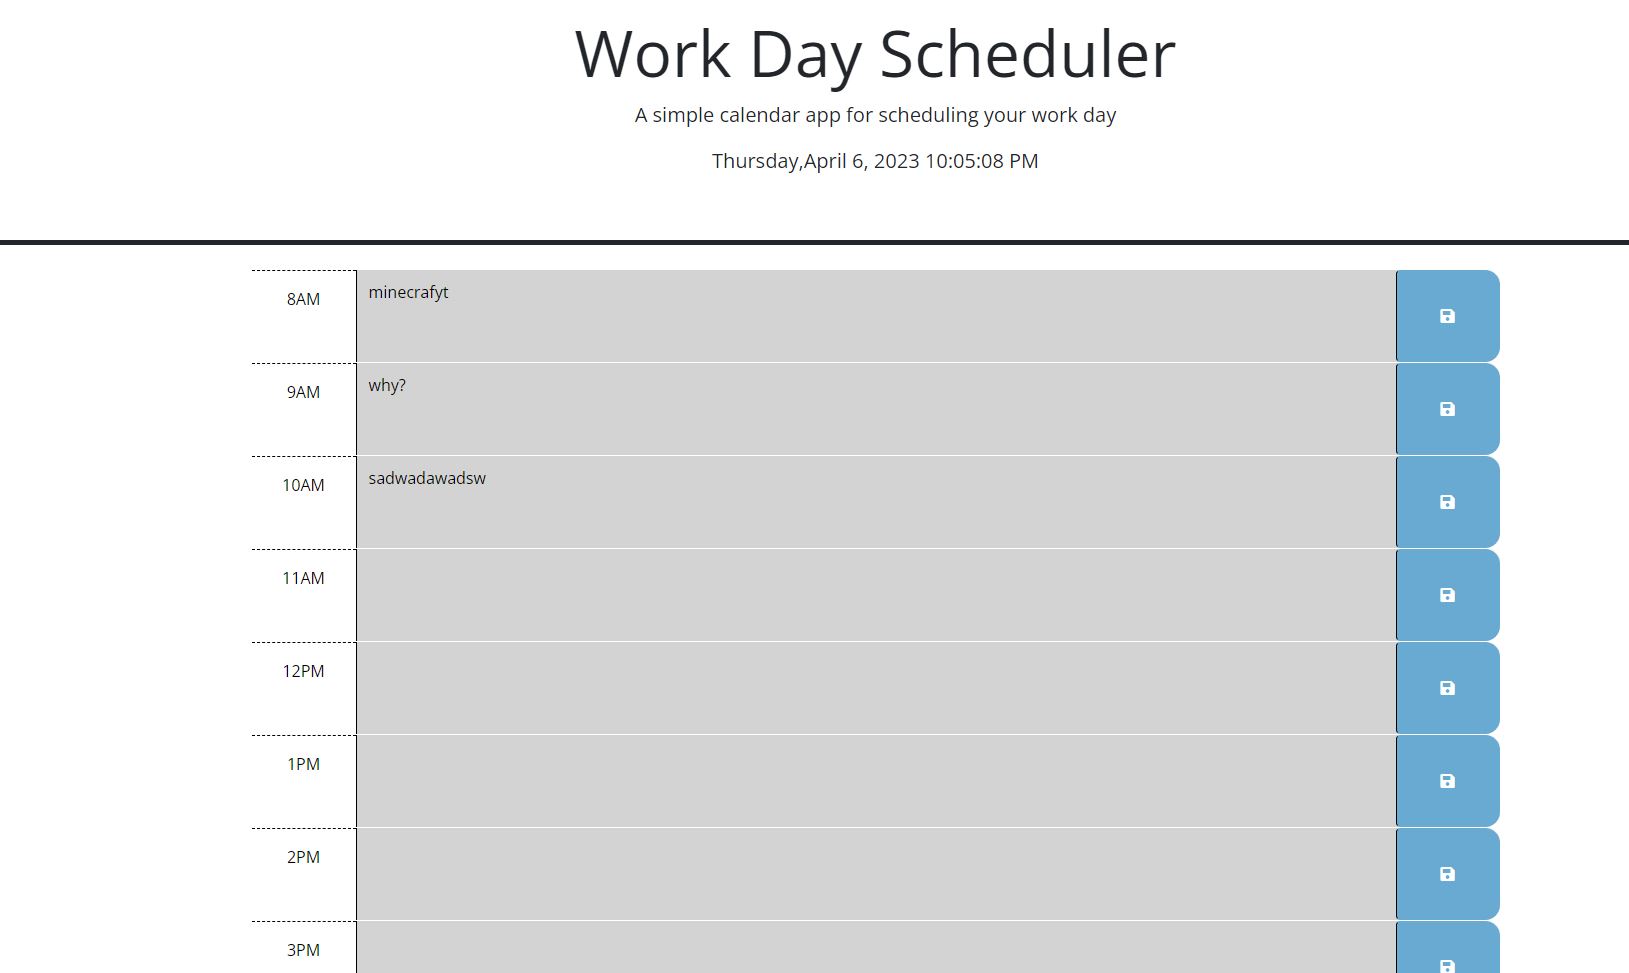 Work Day Scheduler
A simple calendar app for scheduling your work day
Thursday,April 6, 2023 10:05:08 PM
8AM minecrafyt
9AM why?
10AM sadwadawadsw
11AM
12PM
1PM
2PM
3PM